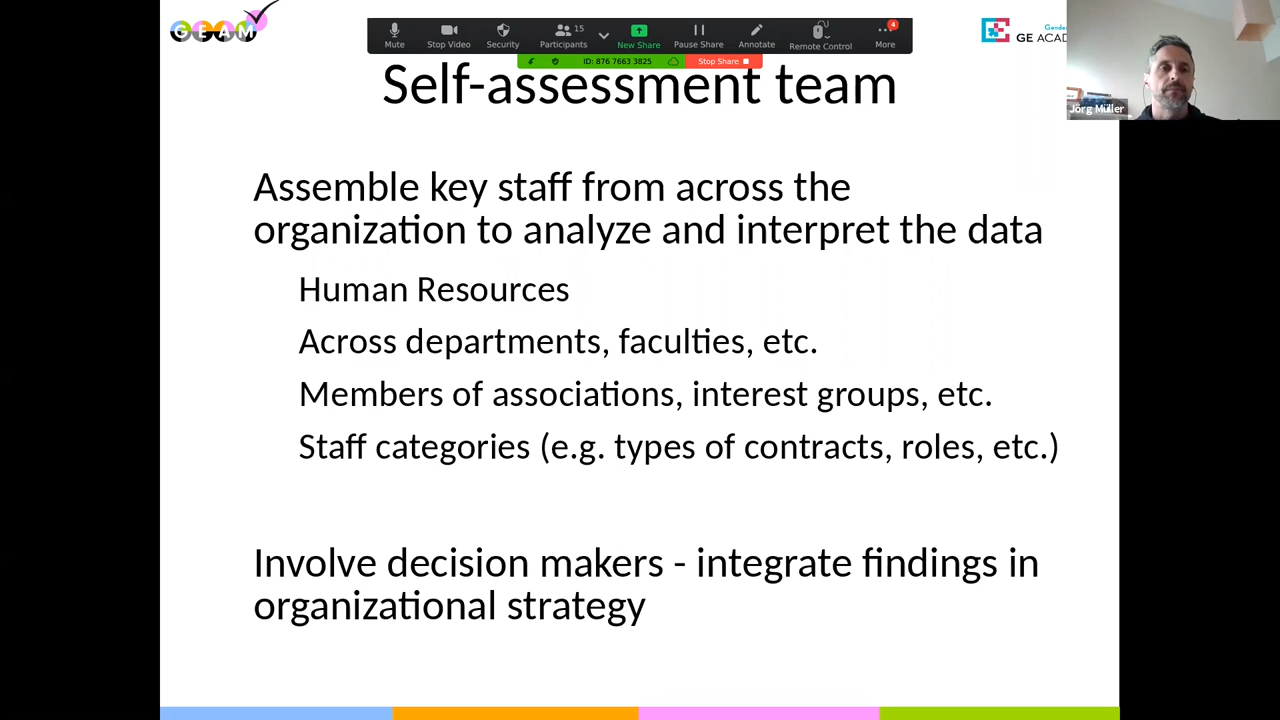 GEAM
Mute
Stop Video
Security
Participants
15
New Share
Pause Share
Annotate
Remote Control
More
4
ID: 876 7663 3825
Stop Share
GE ACAD
Jörg Müller
Self-assessment team
Assemble key staff from across the
organization to analyze and interpret the data
Human Resources
Across departments, faculties, etc.
Members of associations, interest groups, etc.
Staff categories (e.g. types of contracts, roles, etc.)
Involve decision makers - integrate findings in
organizational strategy